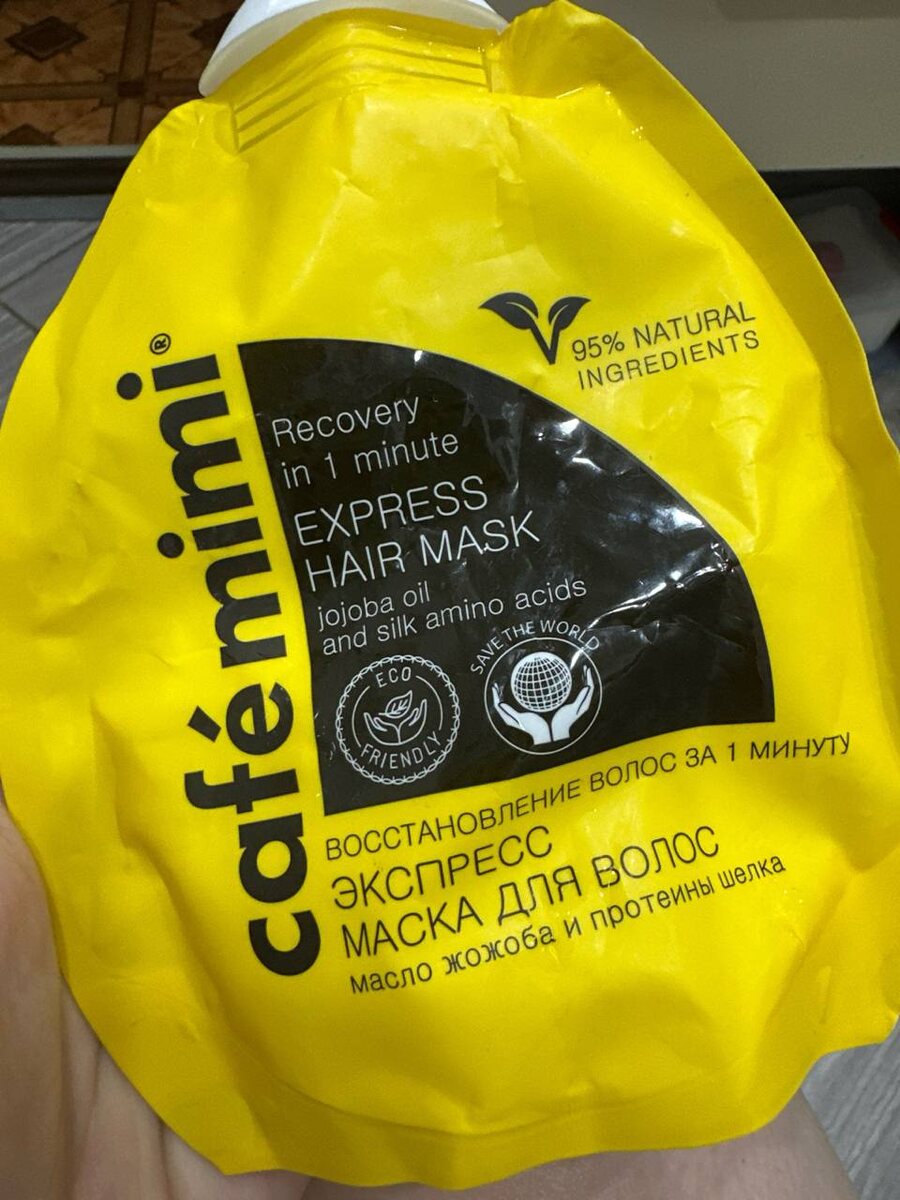 café mimi®
95% NATURAL
INGREDIENTS
Recovery
in 1 minute
EXPRESS
HAIR MASK
jojoba oil
and silk amino acids
ECO
FRIENDLY
SAVE THE WORLD
ВОССТАНОВЛЕНИЕ ВОЛОС ЗА 1 МИНУТУ
ЭКСПРЕСС
МАСКА ДЛЯ ВОЛОС
масло жожоба и протеины шелка